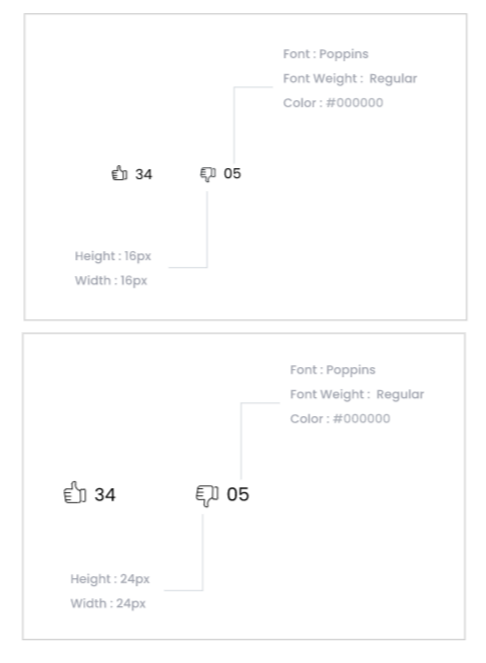 Font : Poppins
Font Weight : Regular
Color : #000000
34 05
Height : 16px
Width : 16px
Font : Poppins
Font Weight : Regular
Color : #000000
34 05
Height : 24px
Width : 24px